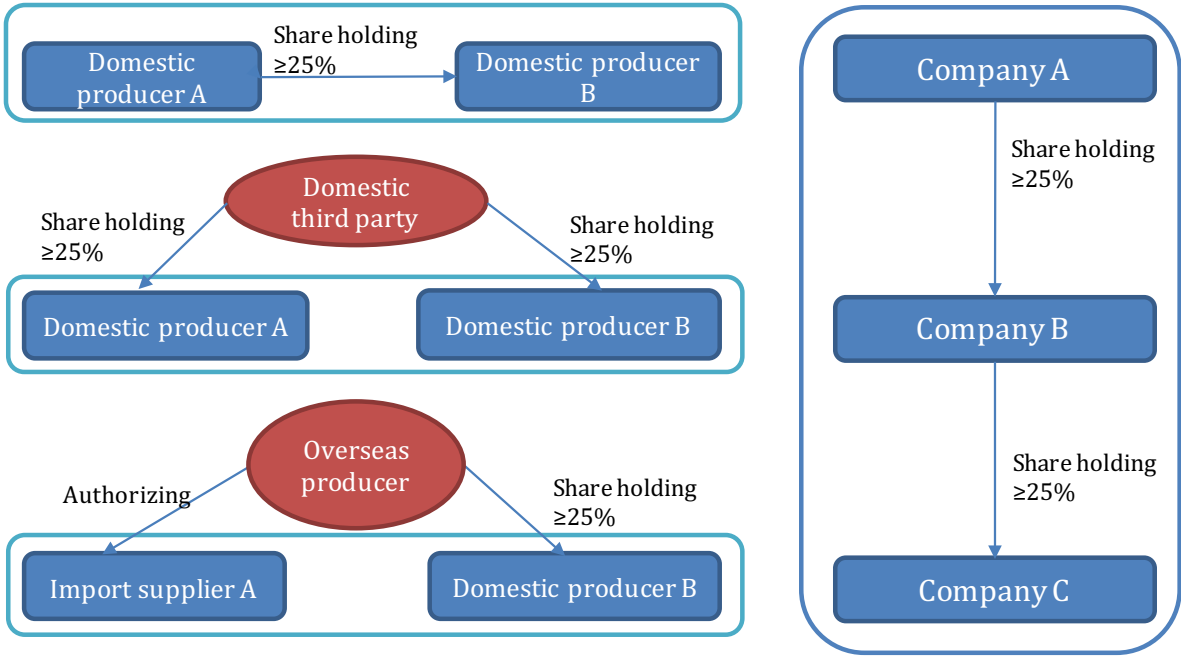 Domestic
producer A
Share holding
≥25%
Domestic producer
B
Domestic
third party
Share holding
≥25%
Share holding
≥25%
Domestic producer A
Domestic producer B
Overseas
producer
Authorizing
Share holding
≥25%
Import supplier A
Domestic producer B
Company A
Share holding
≥25%
Company B
Share holding
≥25%
Company C